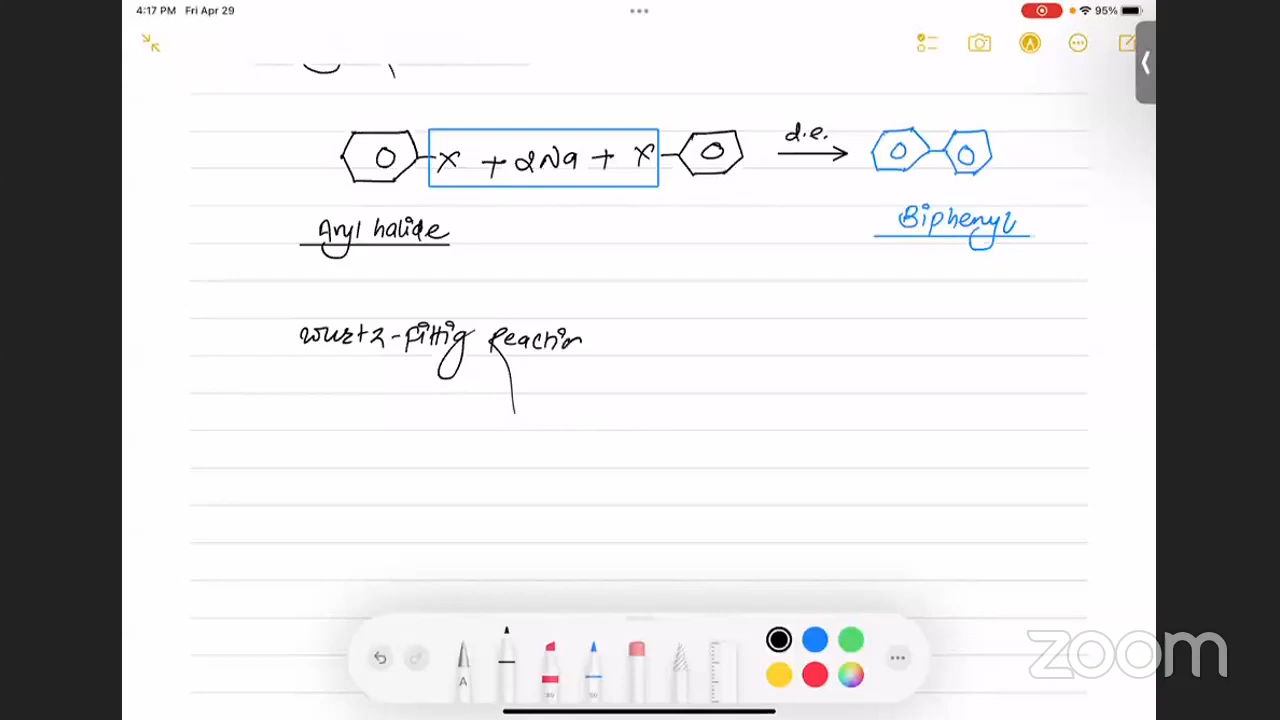 4:17 PM Fri Apr 29
95%
X + 2Na + X d.e.
Aryl halide
Biphenyl
Wurtz-Fittig Reaction
A
zoom